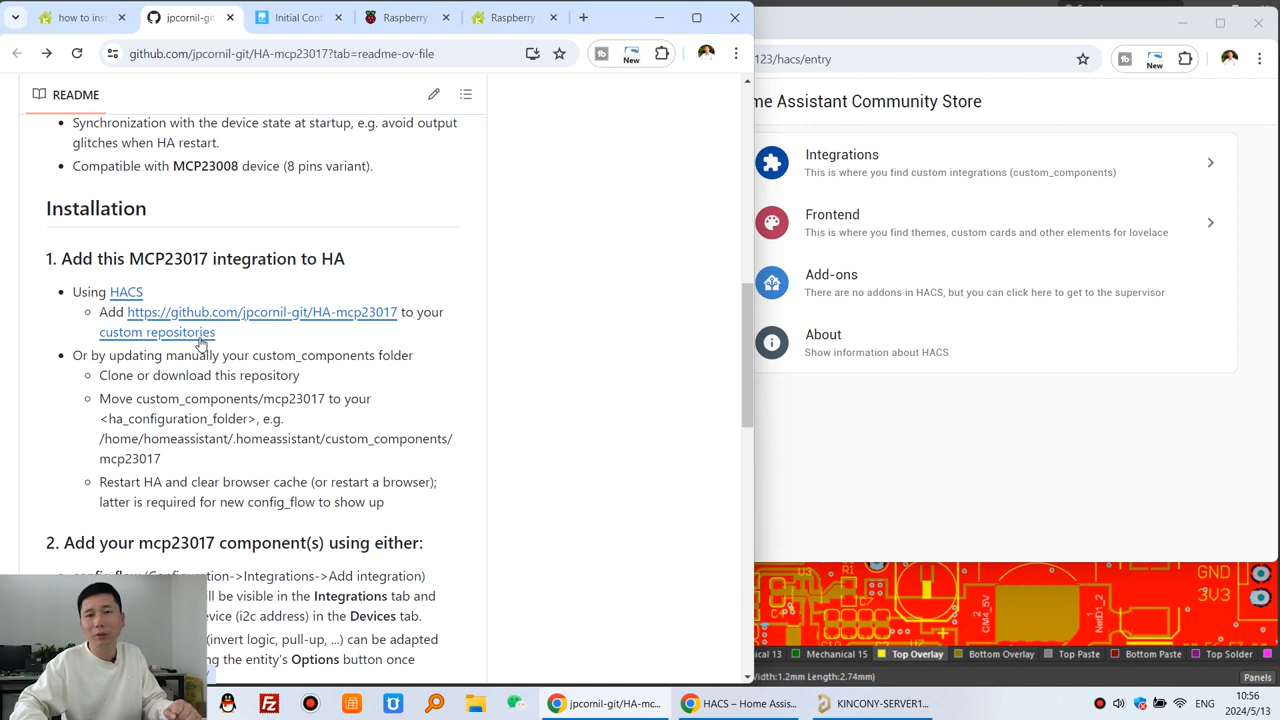 how to inst
jpcornil-git
Initial Conf
Raspberry
Raspberry
github.com/jpcornil-git/HA-mcp23017?tab=readme-ov-file
New
123/hacs/entry
New
README
Synchronization with the device state at startup, e.g. avoid output
glitches when HA restart.
Compatible with MCP23008 device (8 pins variant).
Installation
1. Add this MCP23017 integration to HA
Using HACS
Add https://github.com/jpcornil-git/HA-mcp23017 to your
custom repositories
Or by updating manually your custom_components folder
Clone or download this repository
Move custom_components/mcp23017 to your
<ha_configuration_folder>, e.g.
/home/homeassistant/.homeassistant/custom_components/
mcp23017
Restart HA and clear browser cache (or restart a browser);
latter is required for new config_flow to show up
2. Add your mcp23017 component(s) using either:
(Configuration->Integrations->Add integration)
ll be visible in the Integrations tab and
evice (i2c address) in the Devices tab.
(invert logic, pull-up, ...) can be adapted
ng the entity's Options button once
me Assistant Community Store
Integrations
This is where you find custom integrations (custom_components)
Frontend
This is where you find themes, custom cards and other elements for lovelace
Add-ons
There are no addons in HACS, but you can click here to get to the supervisor
About
Show information about HACS
U3
R1
C7
C4
CM4_5V
NetD1_2
GND
3V3
ical 13
Mechanical 15
Top Overlay
Bottom Overlay
Top Paste
Bottom Paste
Top Solder
Width:1.2mm Length:2.74mm)
Panels
jpcornil-git/HA-mc...
HACS – Home Assis...
KINCONY-SERVER1...
ENG
10:56
2024/5/13